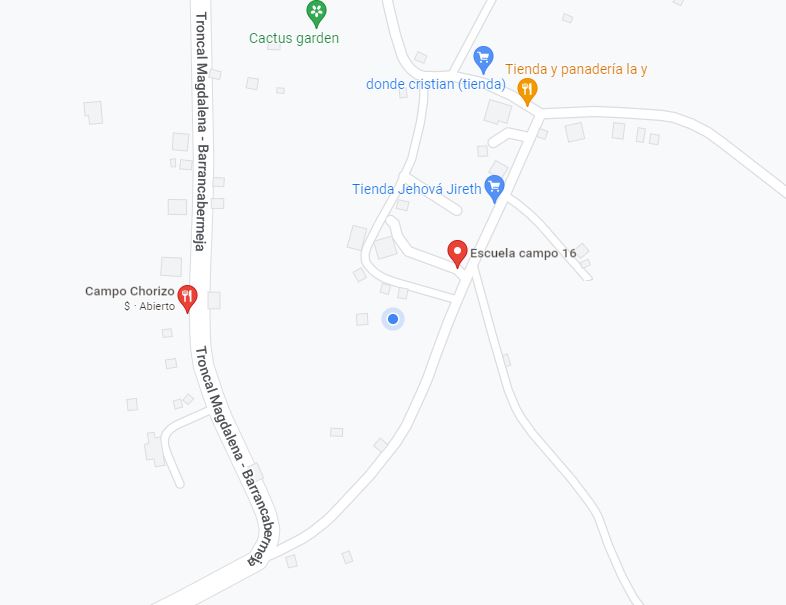 Troncal Magdalena - Barrancabermeja
Cactus garden
donde cristian (tienda)
Tienda y panadería la y
Tienda Jehová Jireth
Escuela campo 16
Campo Chorizo
$ · Abierto
Troncal Magdalena - Barrancabermeja